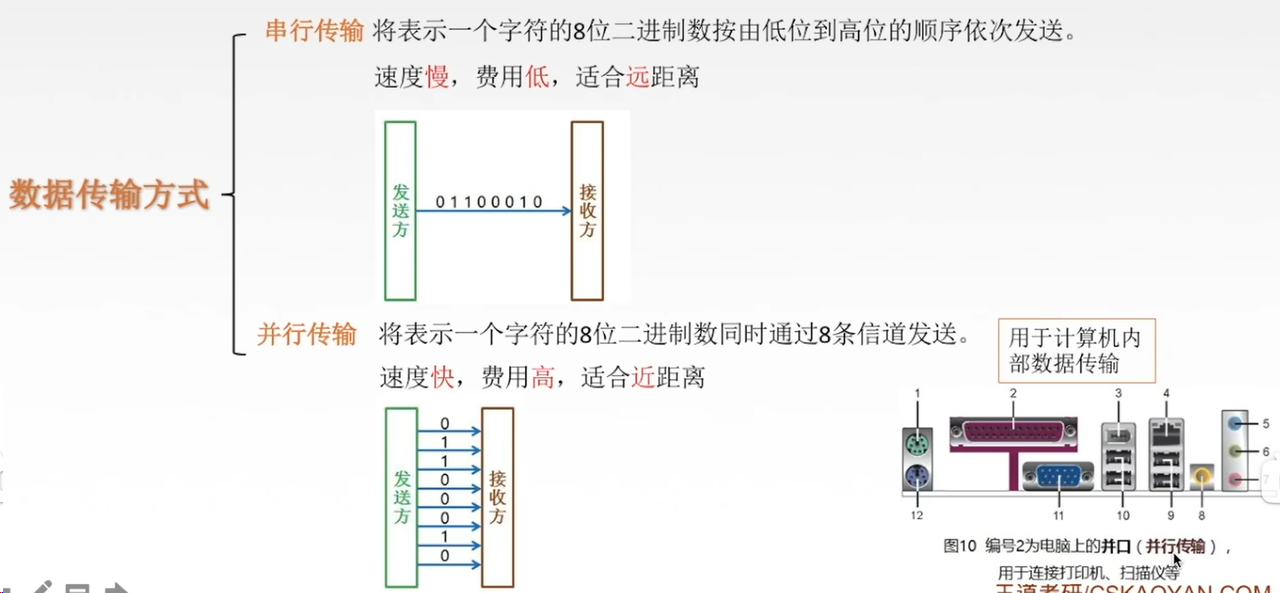 串行传输 将表示一个字符的8位二进制数按由低位到高位的顺序依次发送。
速度慢，费用低，适合远距离
数据传输方式
发送方
01100010
接收方
并行传输 将表示一个字符的8位二进制数同时通过8条信道发送。
速度快，费用高，适合近距离
用于计算机内
部数据传输
发送方
0
1
1
0
0
0
1
0
接收方
1
2
3
4
5
6
7
8
9
10
11
12
图10 编号2为电脑上的并口（并行传输），
用于连接打印机、扫描仪等
王道考研/CSKAOYAN.COM